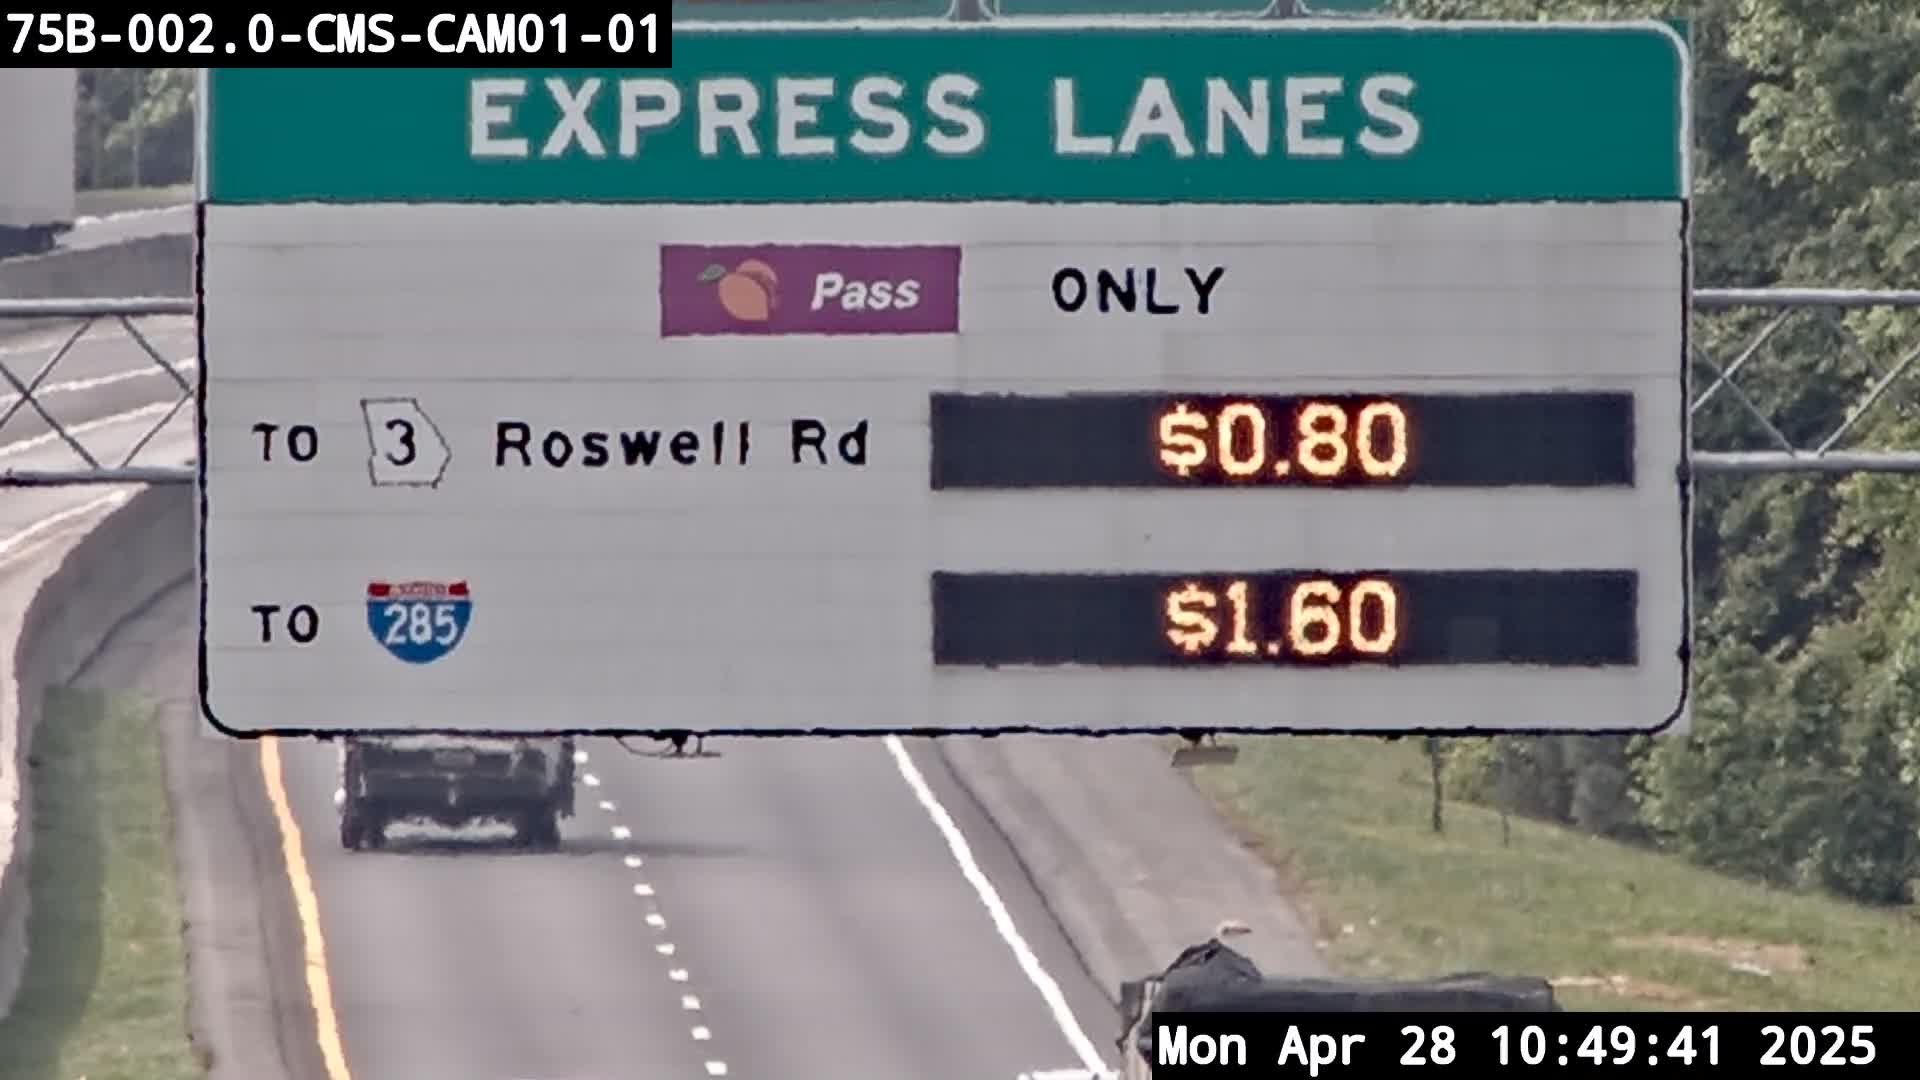 75B-002.0-CMS-CAM01-01
EXPRESS LANES
Pass ONLY
TO 3 Roswell Rd $0.80
TO 285 $1.60
Mon Apr 28 10:49:41 2025